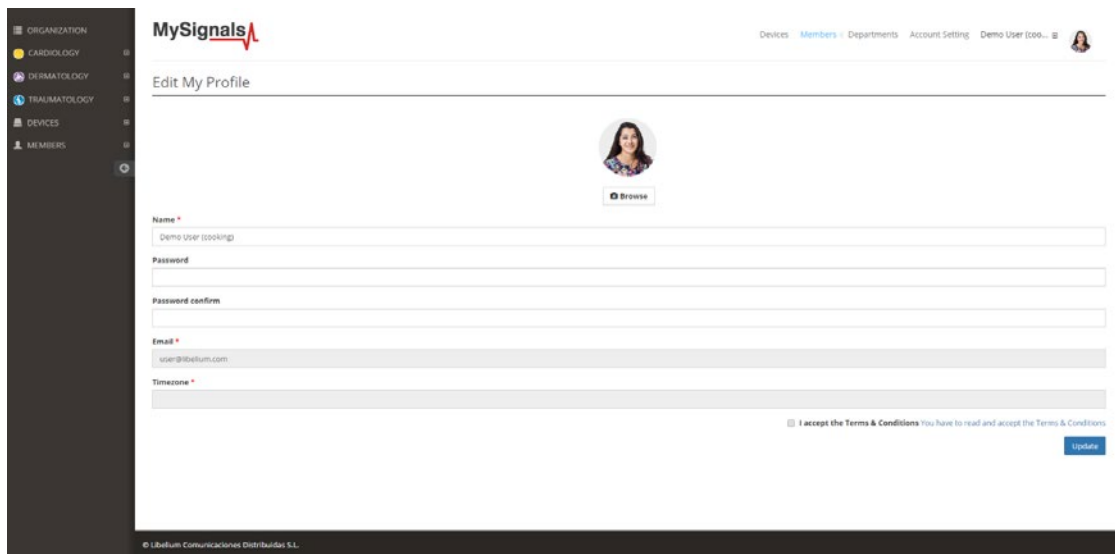 ORGANIZATION
CARDIOLOGY
DERMATOLOGY
TRAUMATOLOGY
DEVICES
MEMBERS
MySignals
Devices Members Departments Account Setting Demo User (coo...
Edit My Profile
Browse
Name *
Demo User (cooking)
Password
Password confirm
Email *
user@libelium.com
Timezone *
I accept the Terms & Conditions You have to read and accept the Terms & Conditions
Update
© Libelium Comunicaciones Distribuidas S.L.